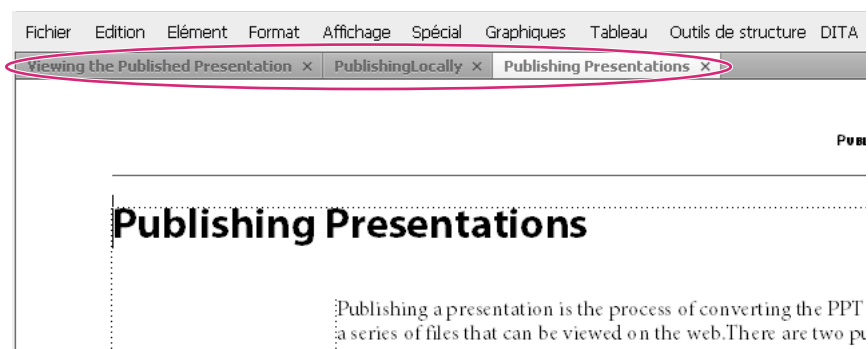 Fichier Edition Elément Format Affichage Spécial Graphiques Tableau Outils de structure DITA
Viewing the Published Presentation × PublishingLocally × Publishing Presentations ×
Publishing Presentations
Publishing a presentation is the process of converting the PPT
a series of files that can be viewed on the web.There are two